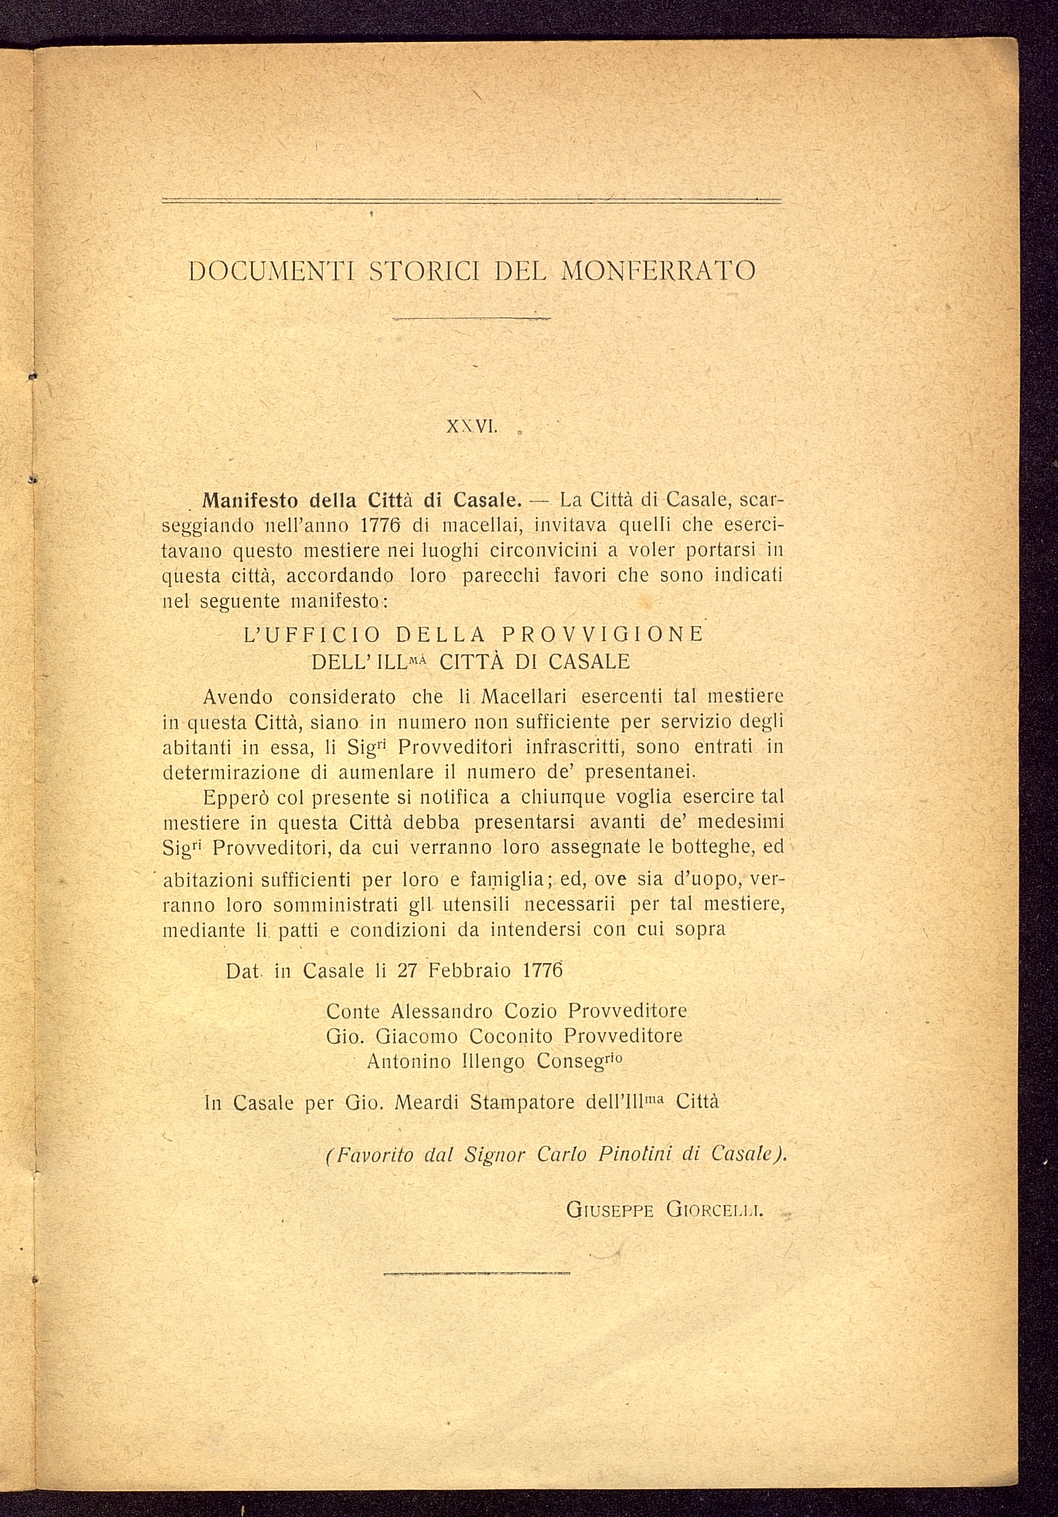 DOCUMENTI STORICI DEL MONFERRATO
XXVI.
Manifesto della Città di Casale. — La Città di Casale, scar-
seggiando nell'anno 1776 di macellai, invitava quelli che eserci-
tavano questo mestiere nei luoghi circonvicini a voler portarsi in
questa città, accordando loro parecchi favori che sono indicati
nel seguente manifesto:
L'UFFICIO DELLA PROVVIGIONE
DELL'ILLᴹᴬ CITTÀ DI CASALE
Avendo considerato che li Macellari esercenti tal mestiere
in questa Città, siano in numero non sufficiente per servizio degli
abitanti in essa, li Sigʳⁱ Provveditori infrascritti, sono entrati in
determirazione di aumenlare il numero de' presentanei.
Epperò col presente si notifica a chiunque voglia esercire tal
mestiere in questa Città debba presentarsi avanti de' medesimi
Sigʳⁱ Provveditori, da cui verranno loro assegnate le botteghe, ed
abitazioni sufficienti per loro e famiglia; ed, ove sia d'uopo, ver-
ranno loro somministrati gli utensili necessarii per tal mestiere,
mediante li patti e condizioni da intendersi con cui sopra
Dat. in Casale li 27 Febbraio 1776
Conte Alessandro Cozio Provveditore
Gio. Giacomo Coconito Provveditore
Antonino Illengo Consegʳⁱᵒ
In Casale per Gio. Meardi Stampatore dell'Illᵐᵃ Città
(Favorito dal Signor Carlo Pinotini di Casale).
GIUSEPPE GIORCELLI.